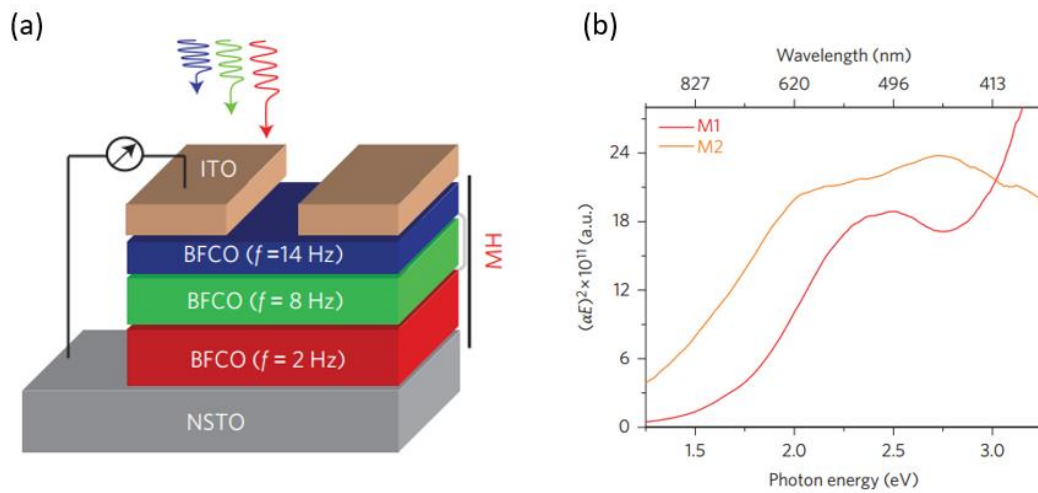 (a)
ITO
BFCO (f =14 Hz)
BFCO (f = 8 Hz)
BFCO (f = 2 Hz)
NSTO
MH
(b)
Wavelength (nm)
827 620 496 413
M1
M2
24
18
12
6
0
(αE)²×10¹¹ (a.u.)
1.5 2.0 2.5 3.0
Photon energy (eV)